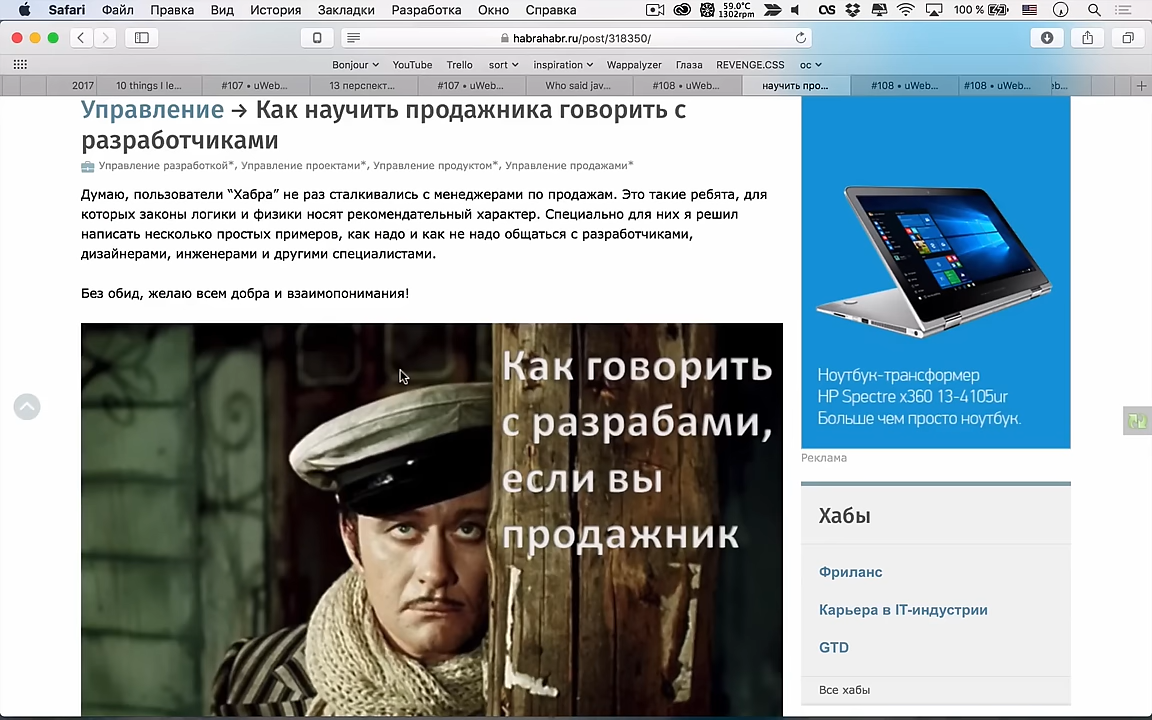 Safari Файл Правка Вид История Закладки Разработка Окно Справка 59.0°C 1302rpm 100 %
habrahabr.ru/post/318350/
Bonjour YouTube Trello sort inspiration Wappalyzer Глаза REVENGE.CSS ос
2017 10 things I le... #107 • uWeb... 13 перспект... #107 • uWeb... Who said jav... #108 • uWeb... научить про... #108 • uWeb... #108 • uWeb... eb...
Управление → Как научить продажника говорить с
разработчиками
Управление разработкой*, Управление проектами*, Управление продуктом*, Управление продажами*
Думаю, пользователи “Хабра” не раз сталкивались с менеджерами по продажам. Это такие ребята, для
которых законы логики и физики носят рекомендательный характер. Специально для них я решил
написать несколько простых примеров, как надо и как не надо общаться с разработчиками,
дизайнерами, инженерами и другими специалистами.
Без обид, желаю всем добра и взаимопонимания!
Как говорить
с разрабами,
если вы
продажник
Ноутбук-трансформер
HP Spectre x360 13-4105ur
Больше чем просто ноутбук.
Реклама
Хабы
Фриланс
Карьера в IT-индустрии
GTD
Все хабы